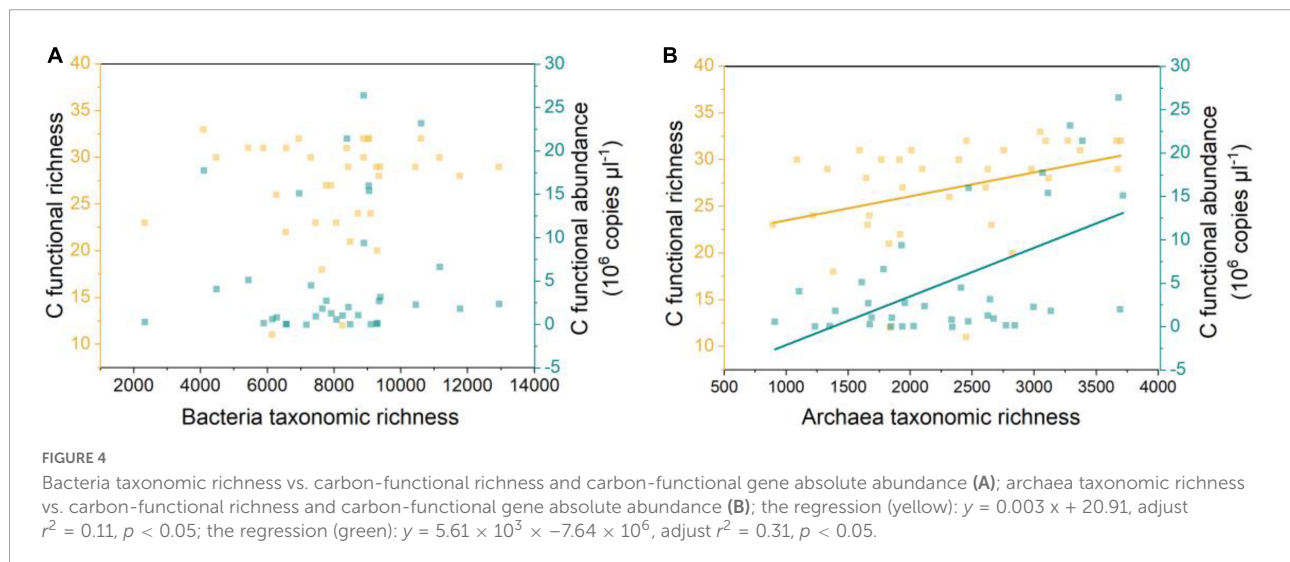 A
B
40
35
30
25
20
15
10
C functional richness
30
25
20
15
10
5
0
-5
C functional abundance
(10⁶ copies µl⁻¹)
2000 4000 6000 8000 10000 12000 14000
Bacteria taxonomic richness
40
35
30
25
20
15
10
C functional richness
30
25
20
15
10
5
0
-5
C functional abundance
(10⁶ copies µl⁻¹)
500 1000 1500 2000 2500 3000 3500 4000
Archaea taxonomic richness
FIGURE 4
Bacteria taxonomic richness vs. carbon-functional richness and carbon-functional gene absolute abundance (A); archaea taxonomic richness
vs. carbon-functional richness and carbon-functional gene absolute abundance (B); the regression (yellow): y = 0.003 x + 20.91, adjust
r² = 0.11, p < 0.05; the regression (green): y = 5.61 × 10³ × −7.64 × 10⁶, adjust r² = 0.31, p < 0.05.